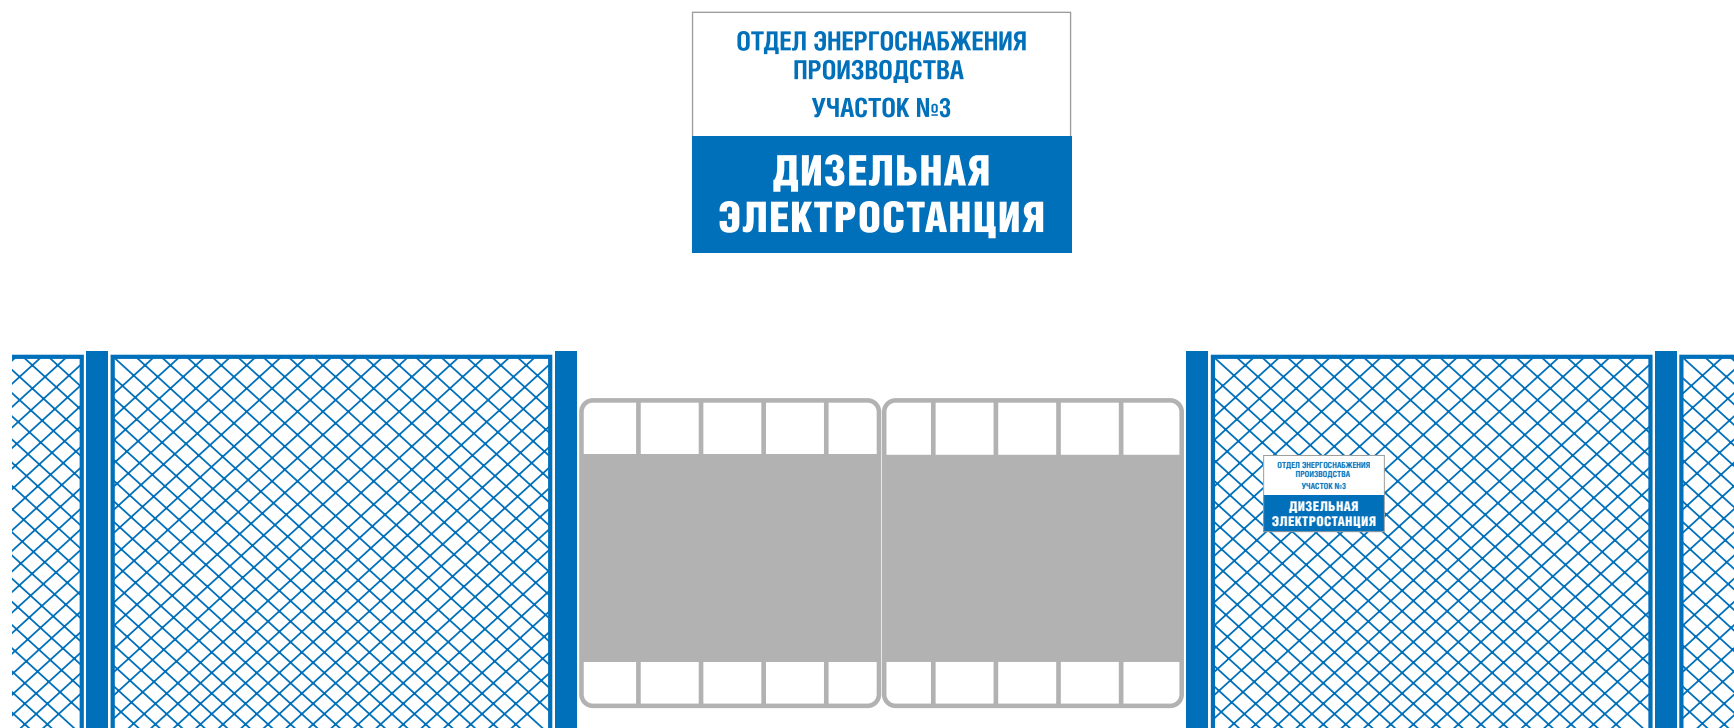 ОТДЕЛ ЭНЕРГОСНАБЖЕНИЯ
ПРОИЗВОДСТВА
УЧАСТОК №3
ДИЗЕЛЬНАЯ
ЭЛЕКТРОСТАНЦИЯ
ОТДЕЛ ЭНЕРГОСНАБЖЕНИЯ
ПРОИЗВОДСТВА
УЧАСТОК №3
ДИЗЕЛЬНАЯ
ЭЛЕКТРОСТАНЦИЯ